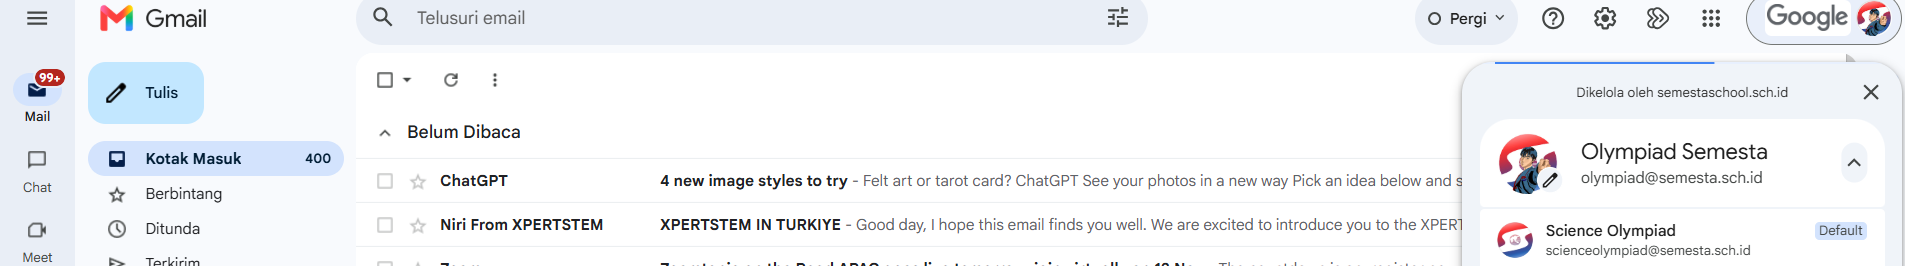 Gmail
Telusuri email
Pergi
Google
99+
Mail
Chat
Meet
Tulis
Kotak Masuk 400
Berbintang
Ditunda
Terkirim
Belum Dibaca
ChatGPT 4 new image styles to try - Felt art or tarot card? ChatGPT See your photos in a new way Pick an idea below and s
Niri From XPERTSTEM XPERTSTEM IN TURKIYE - Good day, I hope this email finds you well. We are excited to introduce you to the XPERT
Dikelola oleh semestaschool.sch.id
Olympiad Semesta
olympiad@semesta.sch.id
Science Olympiad Default
scienceolympiad@semesta.sch.id